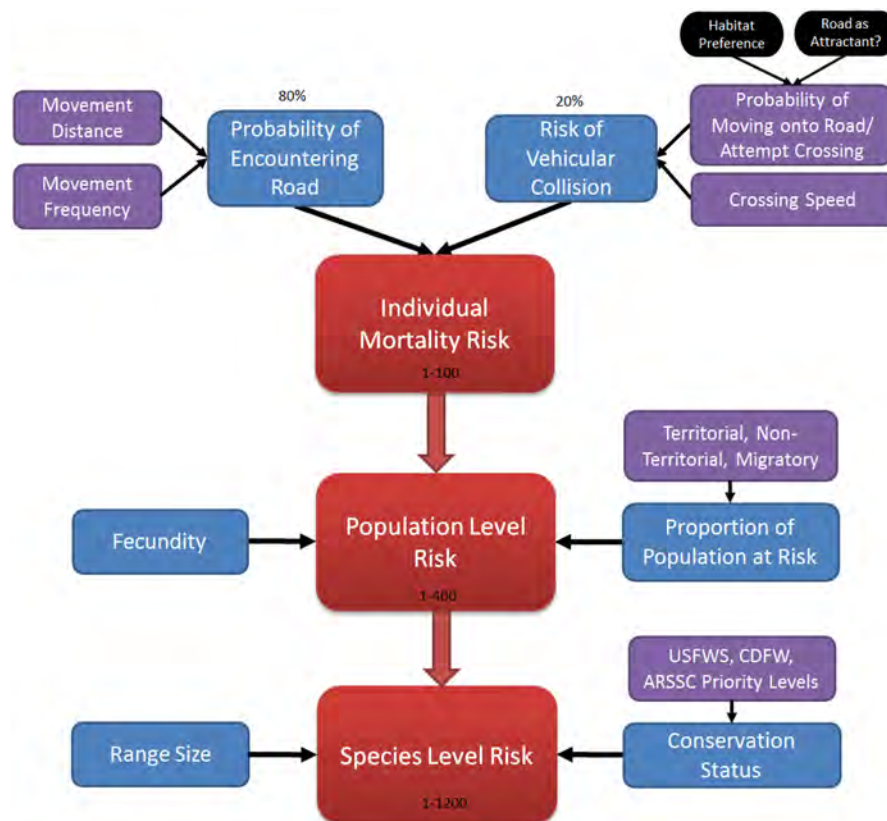 Habitat
Preference
Road as
Attractant?
Movement
Distance
80%
Probability of
Encountering
Road
20%
Risk of
Vehicular
Collision
Probability of
Moving onto Road/
Attempt Crossing
Movement
Frequency
Crossing Speed
Individual
Mortality Risk
1-100
Territorial, Non-
Territorial, Migratory
Fecundity
Population Level
Risk
1-400
Proportion of
Population at Risk
USFWS, CDFW,
ARSSC Priority Levels
Range Size
Species Level Risk
1-1200
Conservation
Status